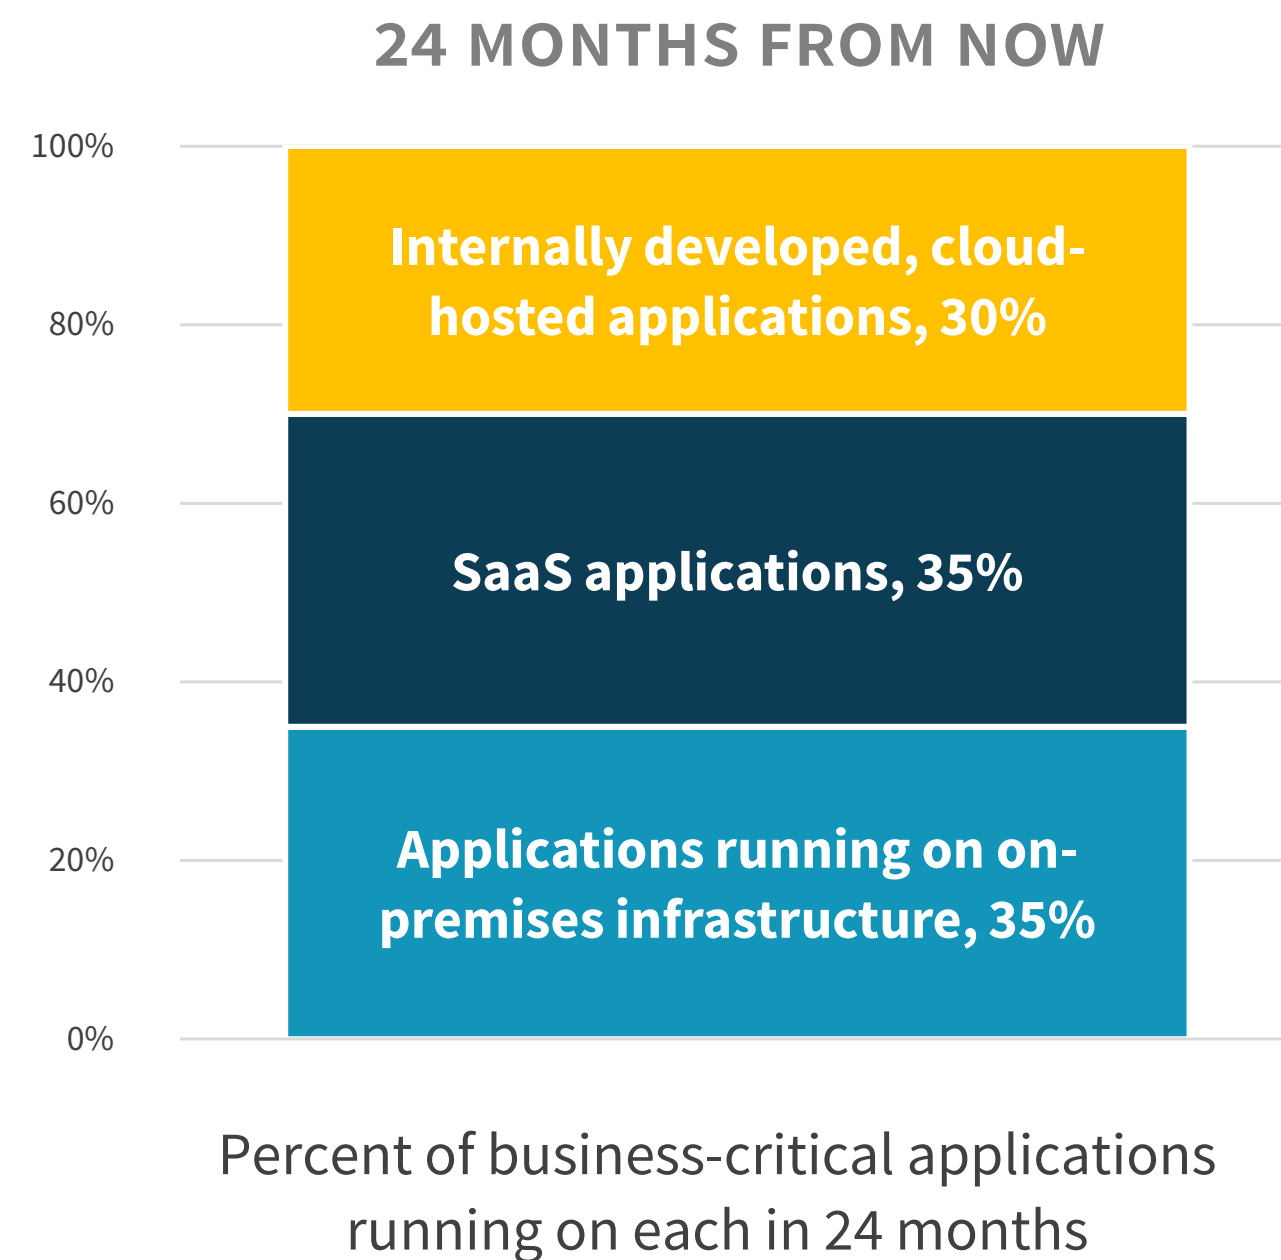 24 MONTHS FROM NOW
100%
Internally developed, cloud-
hosted applications, 30%
80%
60%
SaaS applications, 35%
40%
Applications running on on-
20%
premises infrastructure, 35%
0%
Percent of business-critical applications
running on each in 24 months